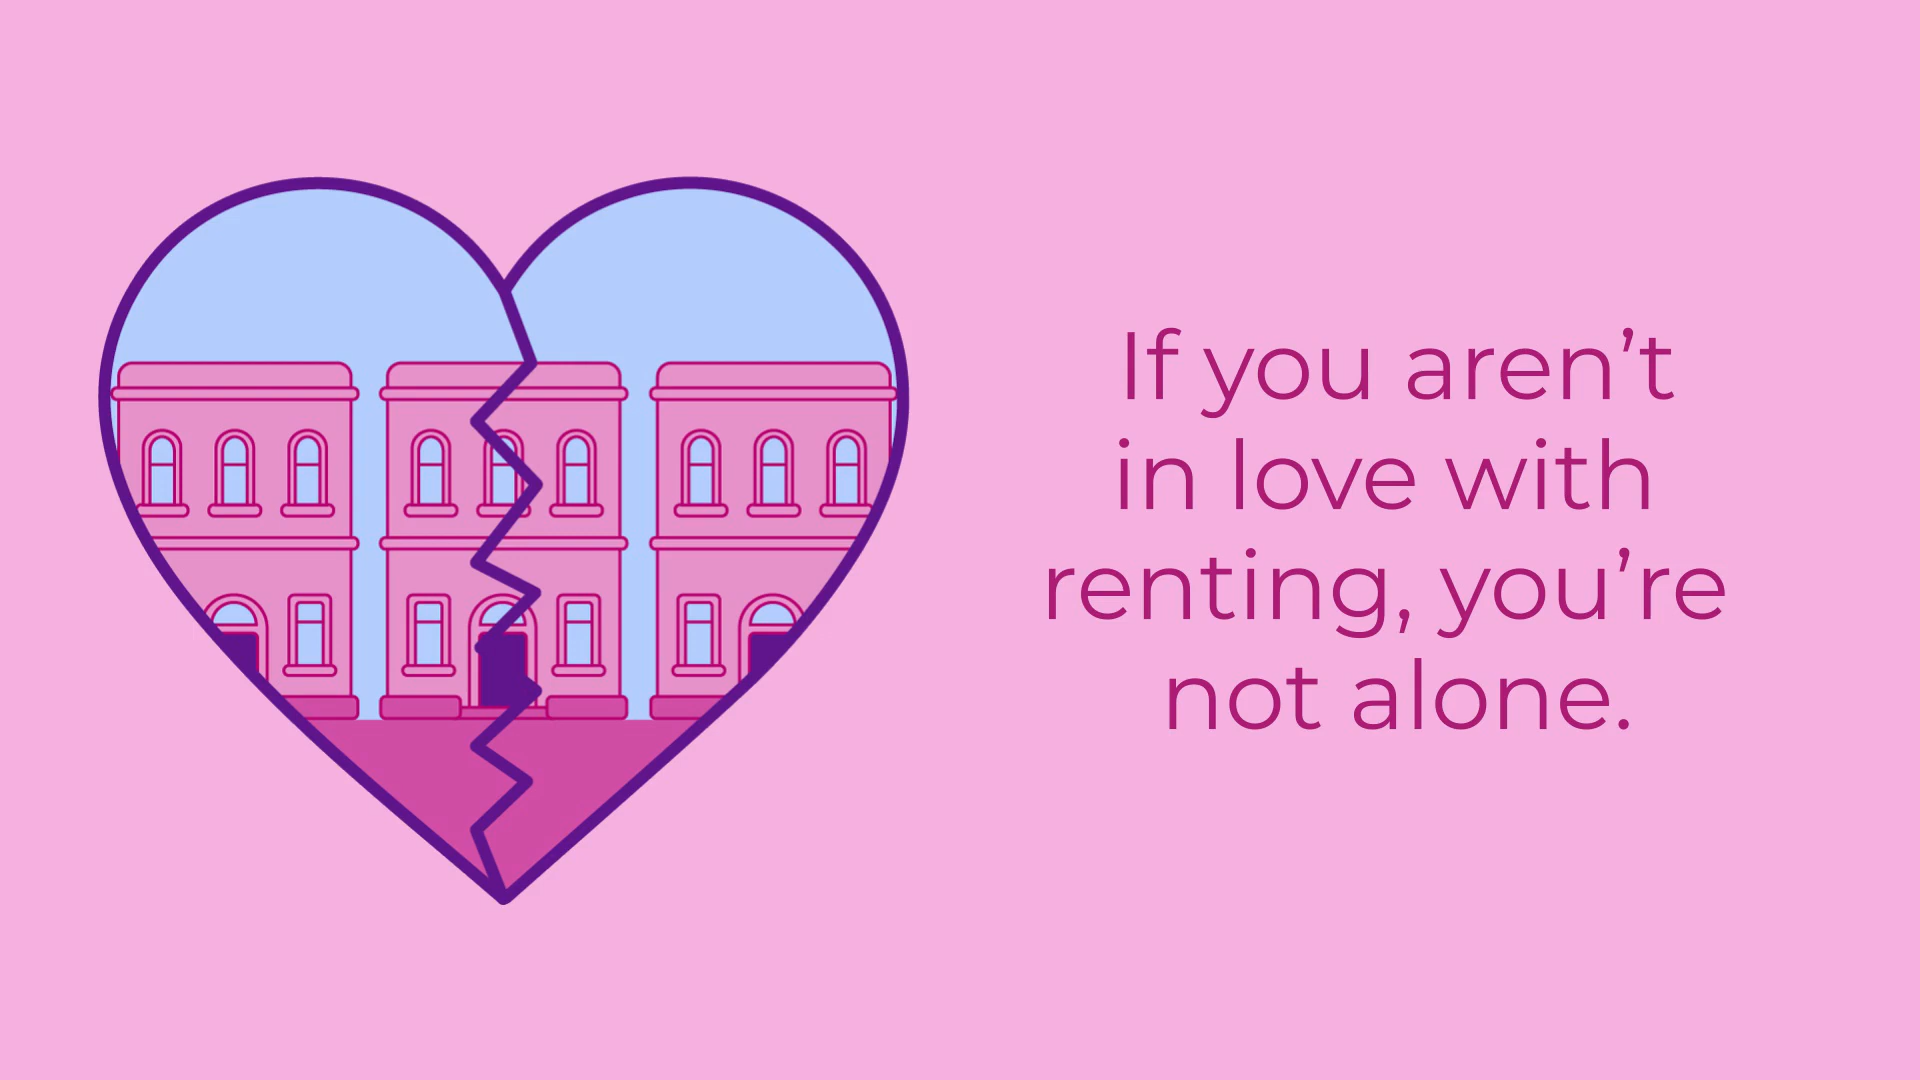 If you aren’t
in love with
renting, you’re
not alone.